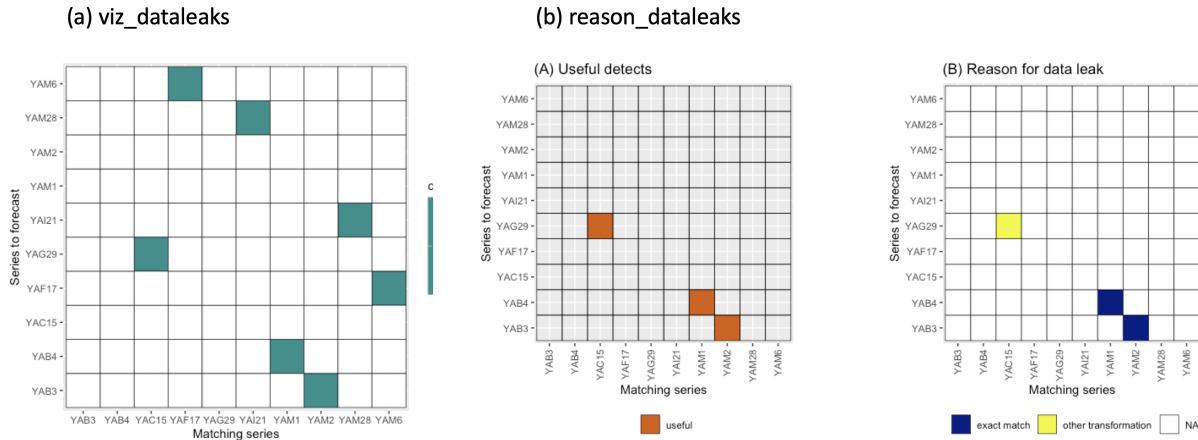 (a) viz_dataleaks
YAM6
YAM28
YAM2
YAM1
YAI21
YAG29
YAF17
YAC15
YAB4
YAB3
Series to forecast
YAB3 YAB4 YAC15 YAF17 YAG29 YAI21 YAM1 YAM2 YAM28 YAM6
Matching series
(b) reason_dataleaks
(A) Useful detects
YAM6
YAM28
YAM2
YAM1
YAI21
YAG29
YAF17
YAC15
YAB4
YAB3
Series to forecast
YAB3 YAB4 YAC15 YAF17 YAG29 YAI21 YAM1 YAM2 YAM28 YAM6
Matching series
useful
(B) Reason for data leak
YAM6
YAM28
YAM2
YAM1
YAI21
YAG29
YAF17
YAC15
YAB4
YAB3
Series to forecast
YAB3 YAB4 YAC15 YAF17 YAG29 YAI21 YAM1 YAM2 YAM28 YAM6
Matching series
exact match other transformation NA